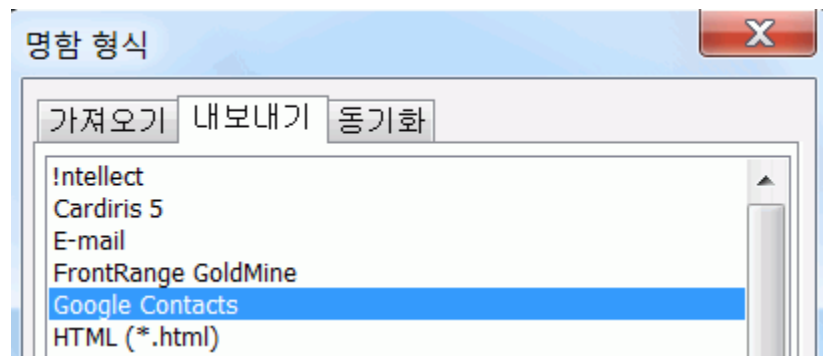 명함 형식
가져오기 내보내기 동기화
!ntellect
Cardiris 5
E-mail
FrontRange GoldMine
Google Contacts
HTML (*.html)